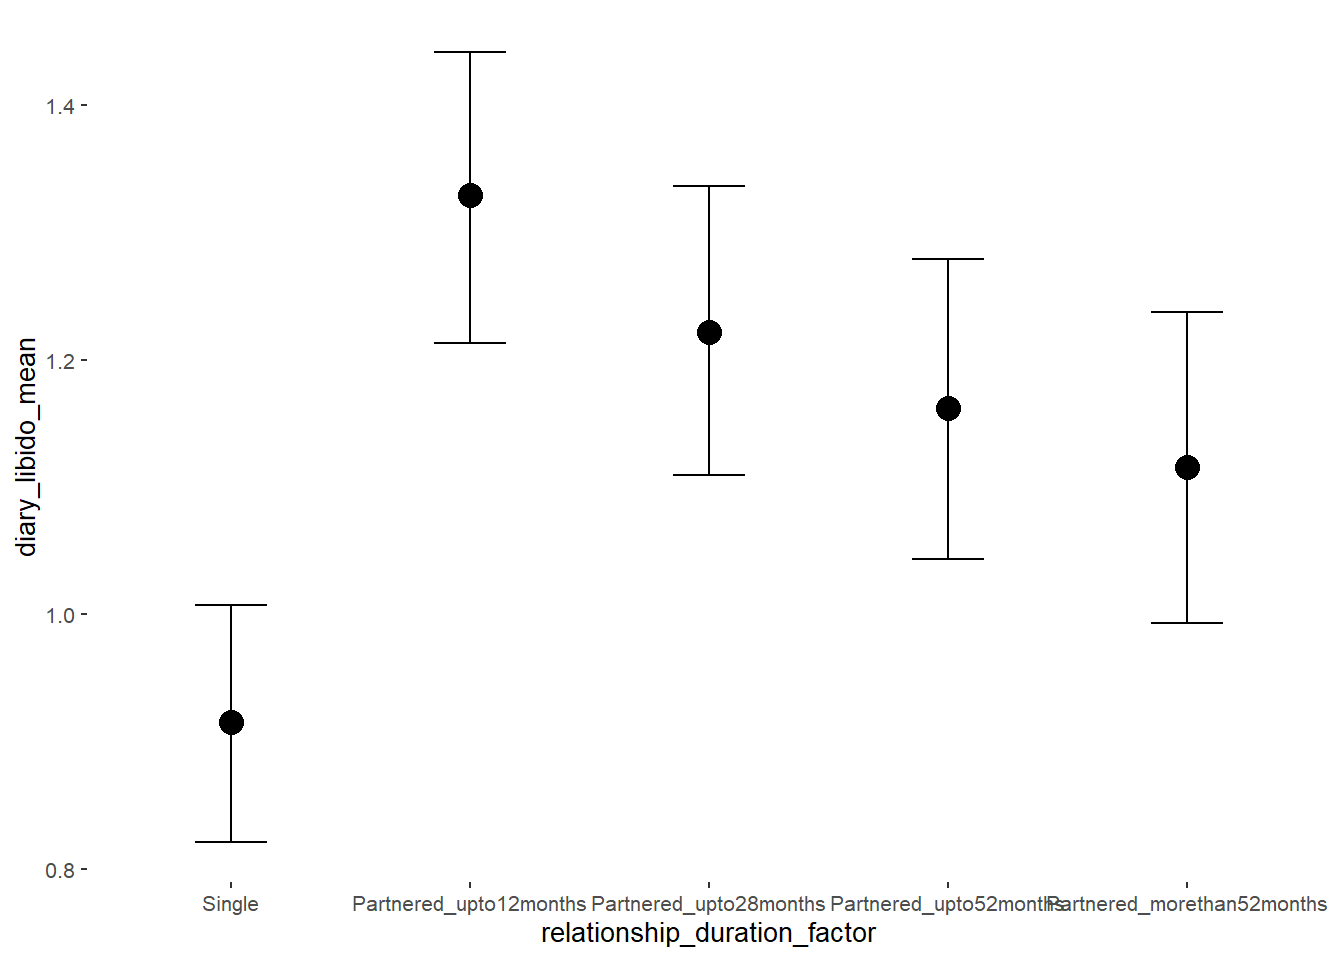 diary_libido_mean
1.4
1.2
1.0
0.8
Single Partnered_upto12months Partnered_upto28months Partnered_upto52months Partnered_morethan52months
relationship_duration_factor